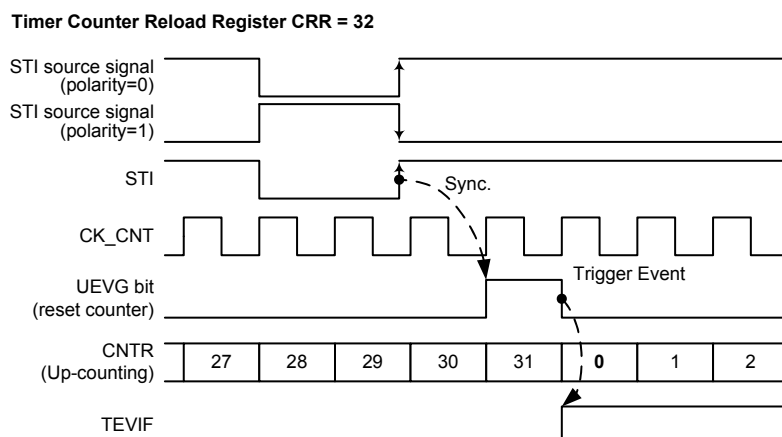 Timer Counter Reload Register CRR = 32
STI source signal
(polarity=0)
STI source signal
(polarity=1)
STI
Sync.
CK_CNT
UEVG bit
(reset counter)
Trigger Event
CNTR
(Up-counting)
27 28 29 30 31 0 1 2
TEVIF